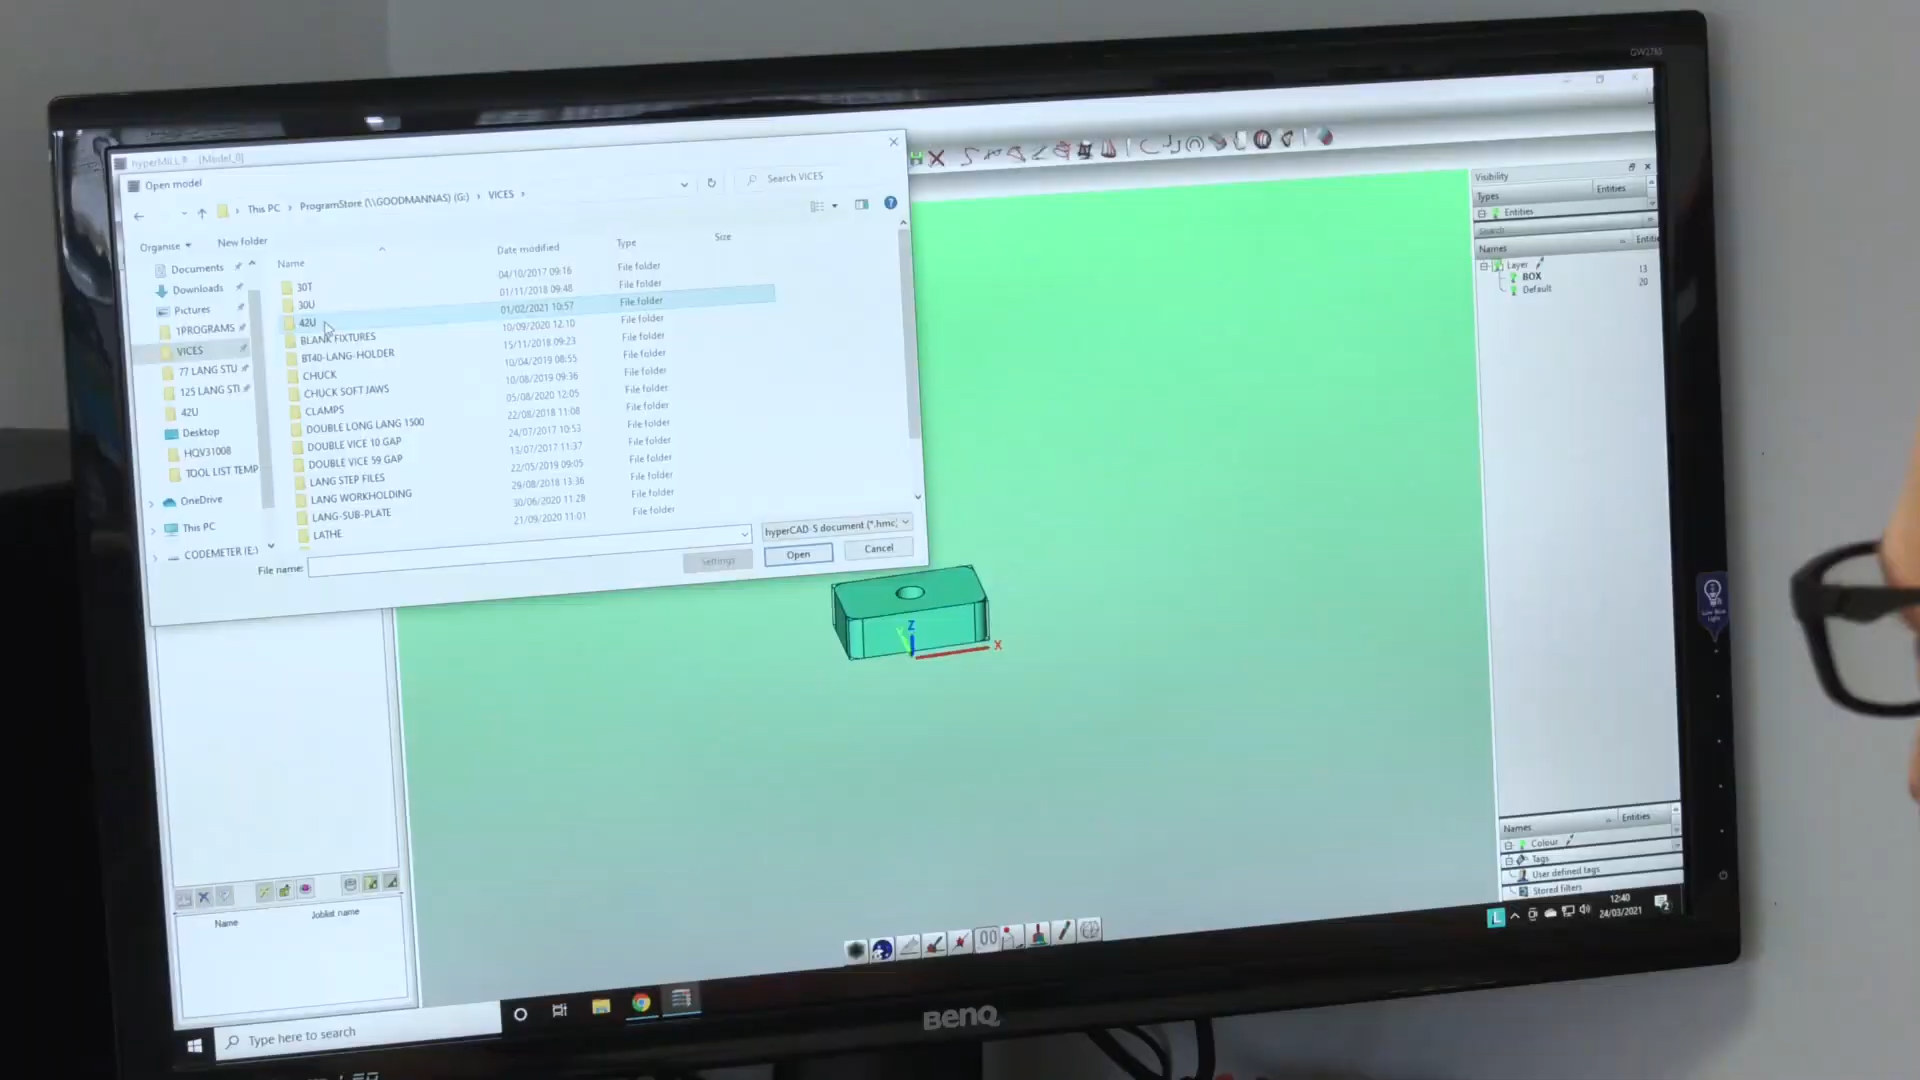 GW2780
hyperMILL® - [Model_0]
Open model
This PC › ProgramStore (\\GOODMANNAS) (G:) › VICES ›
Search VICES
Organise
New folder
Name Date modified Type Size
30T 04/10/2017 09:16 File folder
30U 01/11/2018 09:48 File folder
42U 01/02/2021 10:57 File folder
BLANK FIXTURES 10/09/2020 12:10 File folder
BT40-LANG-HOLDER 15/11/2018 09:23 File folder
CHUCK 10/04/2019 08:55 File folder
CHUCK SOFT JAWS 10/08/2019 09:36 File folder
CLAMPS 05/08/2020 12:05 File folder
DOUBLE LONG LANG 1500 22/08/2018 11:08 File folder
DOUBLE VICE 10 GAP 24/07/2017 10:53 File folder
DOUBLE VICE 59 GAP 13/07/2017 11:37 File folder
LANG STEP FILES 22/05/2019 09:05 File folder
LANG WORKHOLDING 29/08/2018 13:36 File folder
LANG-SUB-PLATE 30/06/2020 11:28 File folder
LATHE 21/09/2020 11:01 File folder
Documents
Downloads
Pictures
1PROGRAMS
VICES
77 LANG STU
125 LANG STI
42U
Desktop
HQV31008
TOOL LIST TEMP
OneDrive
This PC
CODEMETER (E:)
File name:
hyperCAD-S document (*.hmc
Settings
Open
Cancel
Z
X
Visibility
Types Entities
Entities
Search
Names Entitie
Layer
BOX 13
Default 20
Names Entities
Colour
Tags
User defined tags
Stored filters
Name Joblist name
L
12:40
24/03/2021
2
Type here to search
BenQ
Low Blue
Light